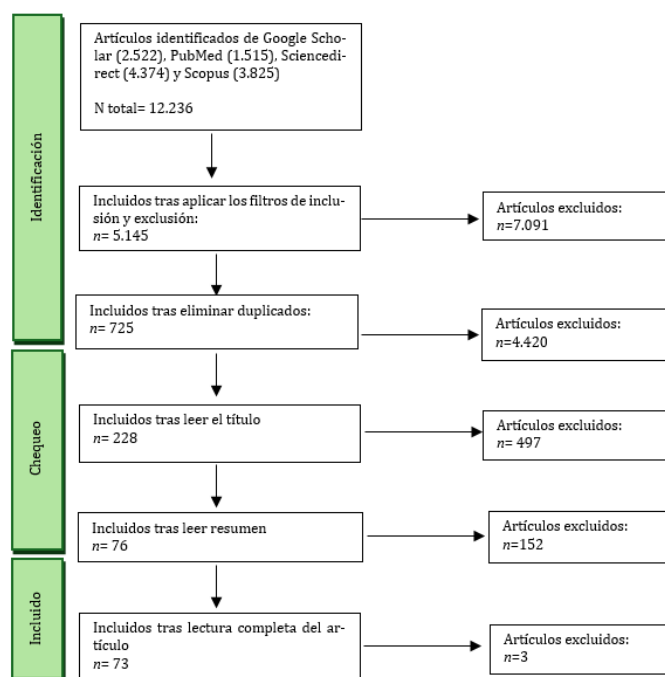 Identificación
Artículos identificados de Google Scho-
lar (2.522), PubMed (1.515), Sciencedi-
rect (4.374) y Scopus (3.825)
N total= 12.236
Incluidos tras aplicar los filtros de inclu-
sión y exclusión:
n= 5.145
Artículos excluidos:
n=7.091
Incluidos tras eliminar duplicados:
n= 725
Artículos excluidos:
n=4.420
Chequeo
Incluidos tras leer el título
n= 228
Artículos excluidos:
n= 497
Incluidos tras leer resumen
n= 76
Artículos excluidos:
n=152
Incluido
Incluidos tras lectura completa del ar-
tículo
n= 73
Artículos excluidos:
n=3